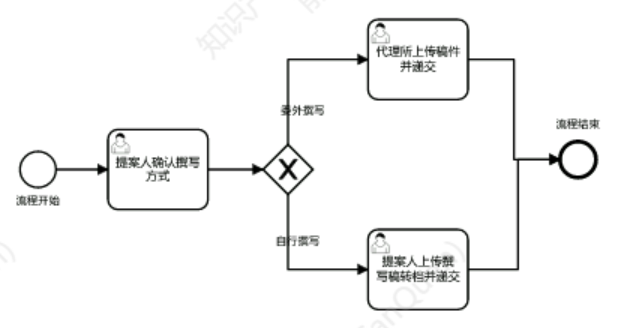 代理所上传稿件
并递交
委外撰写
流程结束
提案人确认撰写
方式
流程开始
自行撰写
提案人上传撰
写稿转档并递交